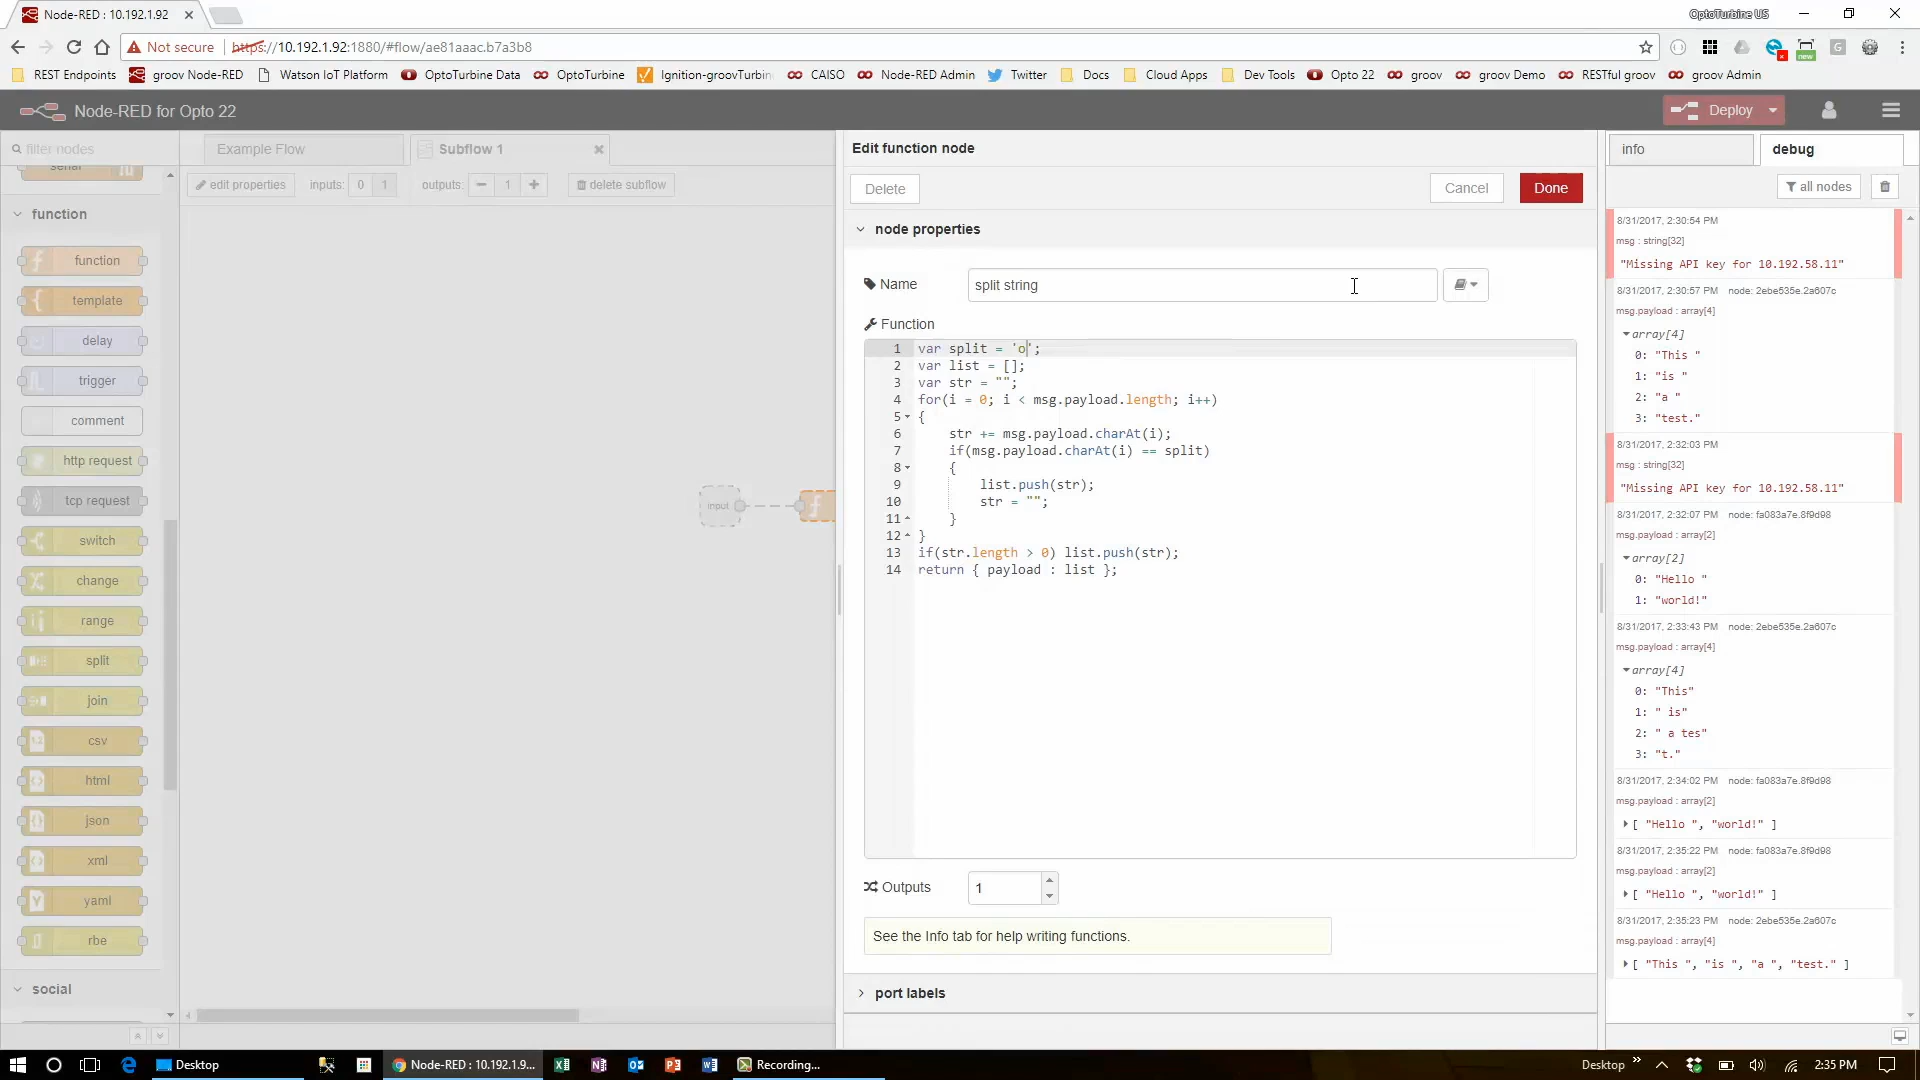 Node-RED : 10.192.1.92
OptoTurbine US
Not secure
https://10.192.1.92:1880/#flow/ae81aaac.b7a3b8
new
REST Endpoints
groov Node-RED
Watson IoT Platform
OptoTurbine Data
OptoTurbine
Ignition-groovTurbin
CAISO
Node-RED Admin
Twitter
Docs
Cloud Apps
Dev Tools
Opto 22
groov
groov Demo
RESTful groov
groov Admin
Node-RED for Opto 22
Deploy
filter nodes
serial
function
function
template
delay
trigger
comment
http request
tcp request
switch
change
range
split
join
csv
html
json
xml
yaml
rbe
social
Example Flow
Subflow 1
edit properties
inputs: 0 1
outputs: 1
delete subflow
input
Edit function node
Delete
Cancel
Done
node properties
Name
split string
Function
1 var split = 'o';
2 var list = [];
3 var str = "";
4 for(i = 0; i < msg.payload.length; i++)
5 {
6 str += msg.payload.charAt(i);
7 if(msg.payload.charAt(i) == split)
8 {
9 list.push(str);
10 str = "";
11 }
12 }
13 if(str.length > 0) list.push(str);
14 return { payload : list };
Outputs
1
See the Info tab for help writing functions.
port labels
info
debug
all nodes
8/31/2017, 2:30:54 PM
msg : string[32]
"Missing API key for 10.192.58.11"
8/31/2017, 2:30:57 PM node: 2ebe535e.2a607c
msg.payload : array[4]
array[4]
0: "This "
1: "is "
2: "a "
3: "test."
8/31/2017, 2:32:03 PM
msg : string[32]
"Missing API key for 10.192.58.11"
8/31/2017, 2:32:07 PM node: fa083a7e.8f9d98
msg.payload : array[2]
array[2]
0: "Hello "
1: "world!"
8/31/2017, 2:33:43 PM node: 2ebe535e.2a607c
msg.payload : array[4]
array[4]
0: "This"
1: " is"
2: " a tes"
3: "t."
8/31/2017, 2:34:02 PM node: fa083a7e.8f9d98
msg.payload : array[2]
[ "Hello ", "world!" ]
8/31/2017, 2:35:22 PM node: fa083a7e.8f9d98
msg.payload : array[2]
[ "Hello ", "world!" ]
8/31/2017, 2:35:23 PM node: 2ebe535e.2a607c
msg.payload : array[4]
[ "This ", "is ", "a ", "test." ]
Desktop
Node-RED : 10.192.1.9...
Recording...
Desktop
2:35 PM